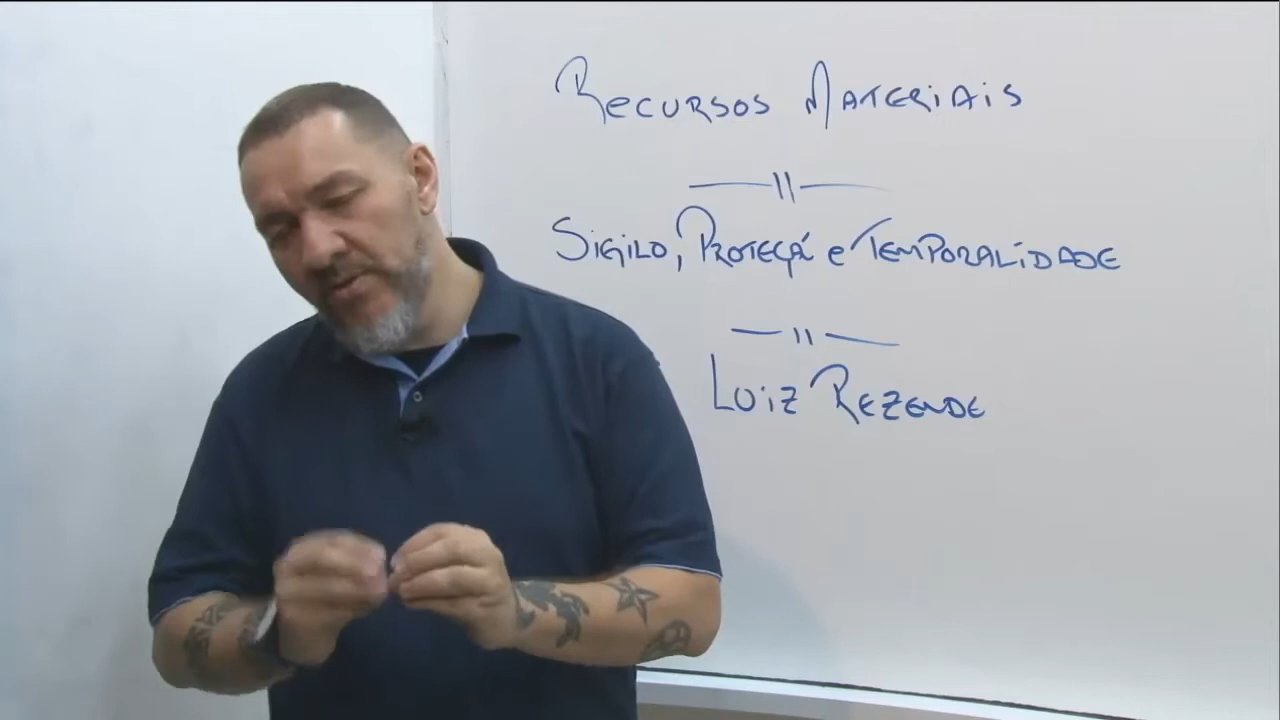 Recursos Materiais
Sigilo, Proteçã e Temporalidade
Luiz Rezende